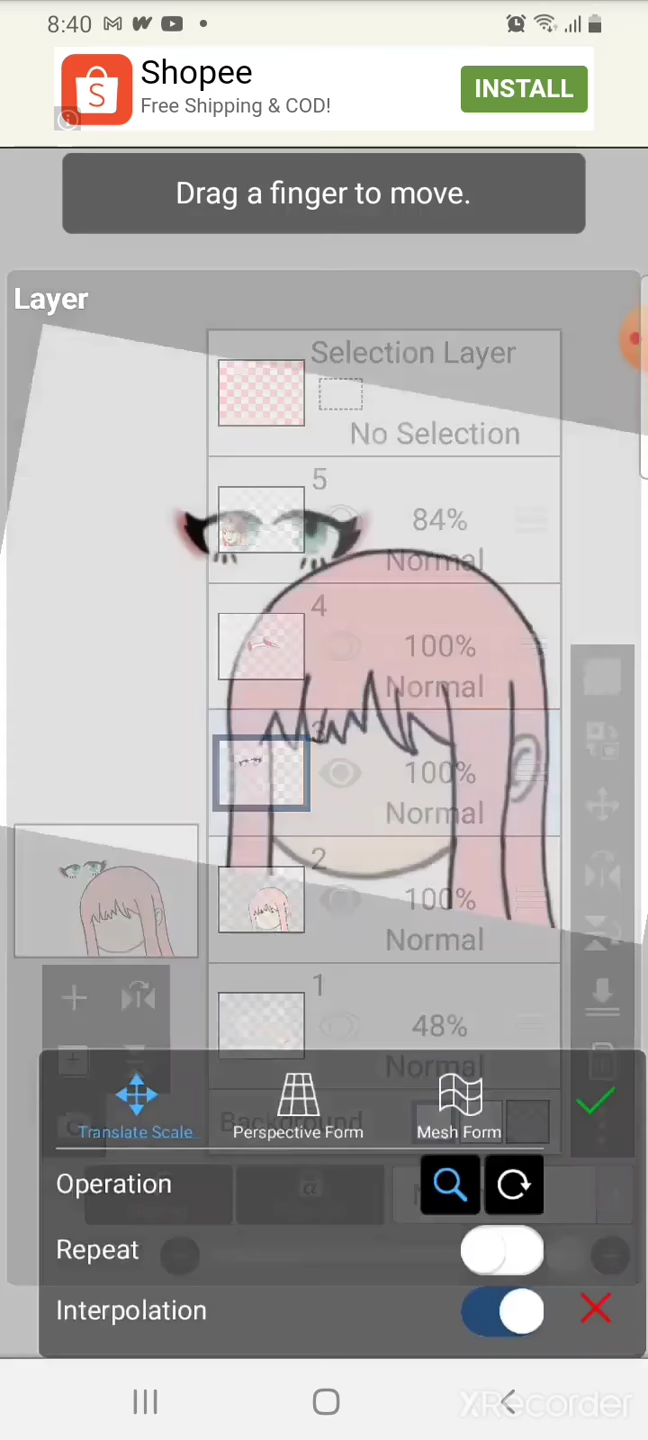 8:40
Shopee
Free Shipping & COD!
INSTALL
Drag a finger to move.
Layer
Selection Layer
No Selection
5
84%
Normal
4
100%
Normal
3
100%
Normal
2
100%
Normal
1
48%
Normal
Background
Translate Scale..
Perspective Form
Mesh Form
Operation
Repeat
Interpolation
XRecorder